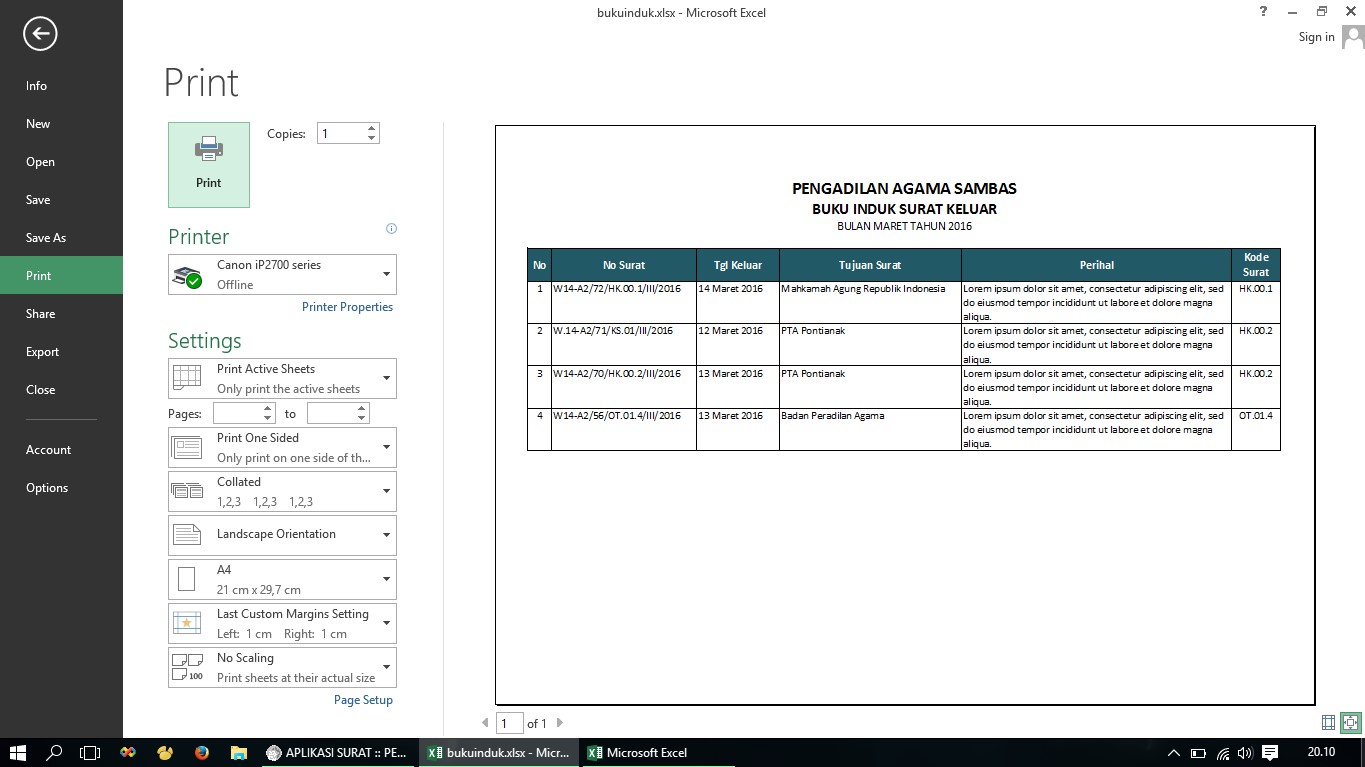 bukuinduk.xlsx - Microsoft Excel
?
Sign in
Info
New
Open
Save
Save As
Print
Share
Export
Close
Account
Options
Print
Print
Copies: 1
Printer
Canon iP2700 series
Offline
Printer Properties
Settings
Print Active Sheets
Only print the active sheets
Pages: to
Print One Sided
Only print on one side of th...
Collated
1,2,3 1,2,3 1,2,3
Landscape Orientation
A4
21 cm x 29,7 cm
Last Custom Margins Setting
Left: 1 cm Right: 1 cm
No Scaling
Print sheets at their actual size
100
Page Setup
PENGADILAN AGAMA SAMBAS
BUKU INDUK SURAT KELUAR
BULAN MARET TAHUN 2016
No No Surat Tgl Keluar Tujuan Surat Perihal Kode
Surat
1 W14-A2/72/HK.00.1/III/2016 14 Maret 2016 Mahkamah Agung Republik Indonesia Lorem ipsum dolor sit amet, consectetur adipiscing elit, sed HK.00.1
do eiusmod tempor incididunt ut labore et dolore magna
aliqua.
2 W.14-A2/71/KS.01/III/2016 12 Maret 2016 PTA Pontianak Lorem ipsum dolor sit amet, consectetur adipiscing elit, sed HK.00.2
do eiusmod tempor incididunt ut labore et dolore magna
aliqua.
3 W14-A2/70/HK.00.2/III/2016 13 Maret 2016 PTA Pontianak Lorem ipsum dolor sit amet, consectetur adipiscing elit, sed HK.00.2
do eiusmod tempor incididunt ut labore et dolore magna
aliqua.
4 W14-A2/56/OT.01.4/III/2016 13 Maret 2016 Badan Peradilan Agama Lorem ipsum dolor sit amet, consectetur adipiscing elit, sed OT.01.4
do eiusmod tempor incididunt ut labore et dolore magna
aliqua.
1 of 1
APLIKASI SURAT :: PE...
bukuinduk.xlsx - Micr...
Microsoft Excel
20.10